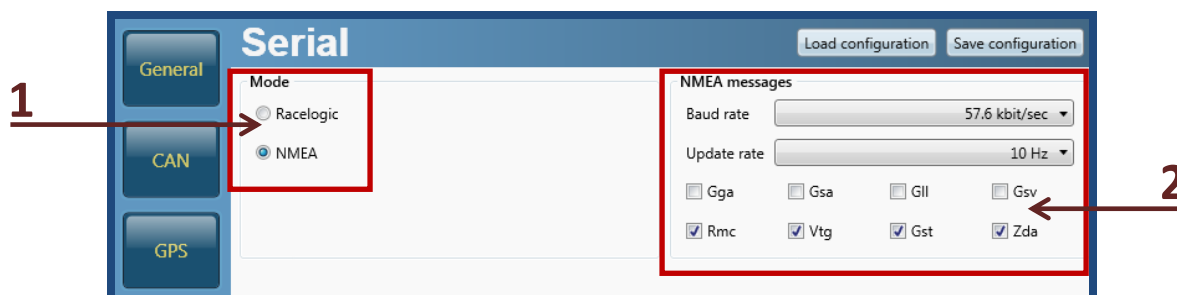 Serial
Load configuration
Save configuration
General
CAN
GPS
1
Mode
Racelogic
NMEA
NMEA messages
Baud rate 57.6 kbit/sec
Update rate 10 Hz
Gga Gsa Gll Gsv
Rmc Vtg Gst Zda
2